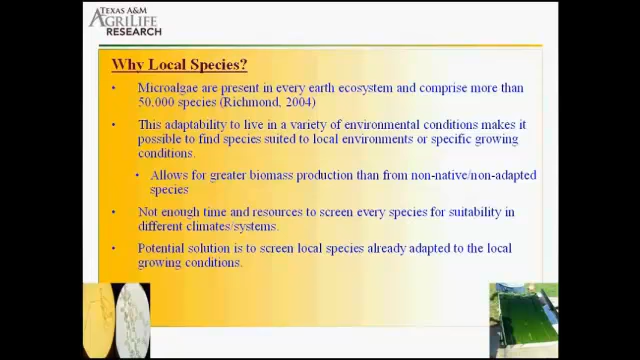 TEXAS A&M
AGRILIFE
RESEARCH
Why Local Species?
• Microalgae are present in every earth ecosystem and comprise more than
50,000 species (Richmond, 2004)
• This adaptability to live in a variety of environmental conditions makes it
possible to find species suited to local environments or specific growing
conditions.
• Allows for greater biomass production than from non-native/non-adapted
species
• Not enough time and resources to screen every species for suitability in
different climates/systems.
• Potential solution is to screen local species already adapted to the local
growing conditions.